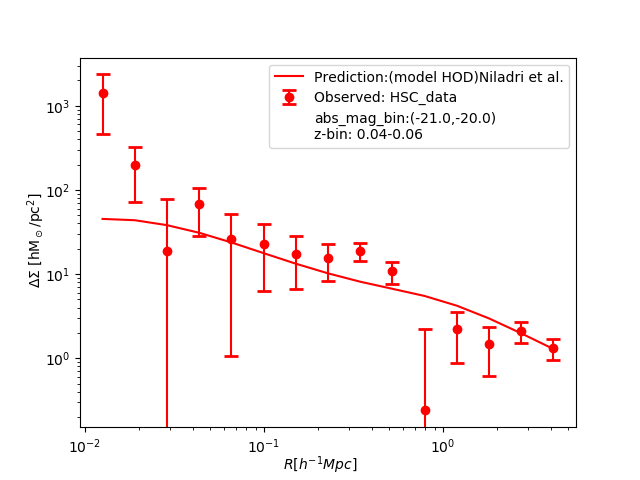 Prediction:(model HOD)Niladri et al.
Observed: HSC_data
abs_mag_bin:(-21.0,-20.0)
z-bin: 0.04-0.06
ΔΣ [hM⊙/pc²]
10³
10²
10¹
10⁰
10⁻²
10⁻¹
10⁰
R[h⁻¹Mpc]